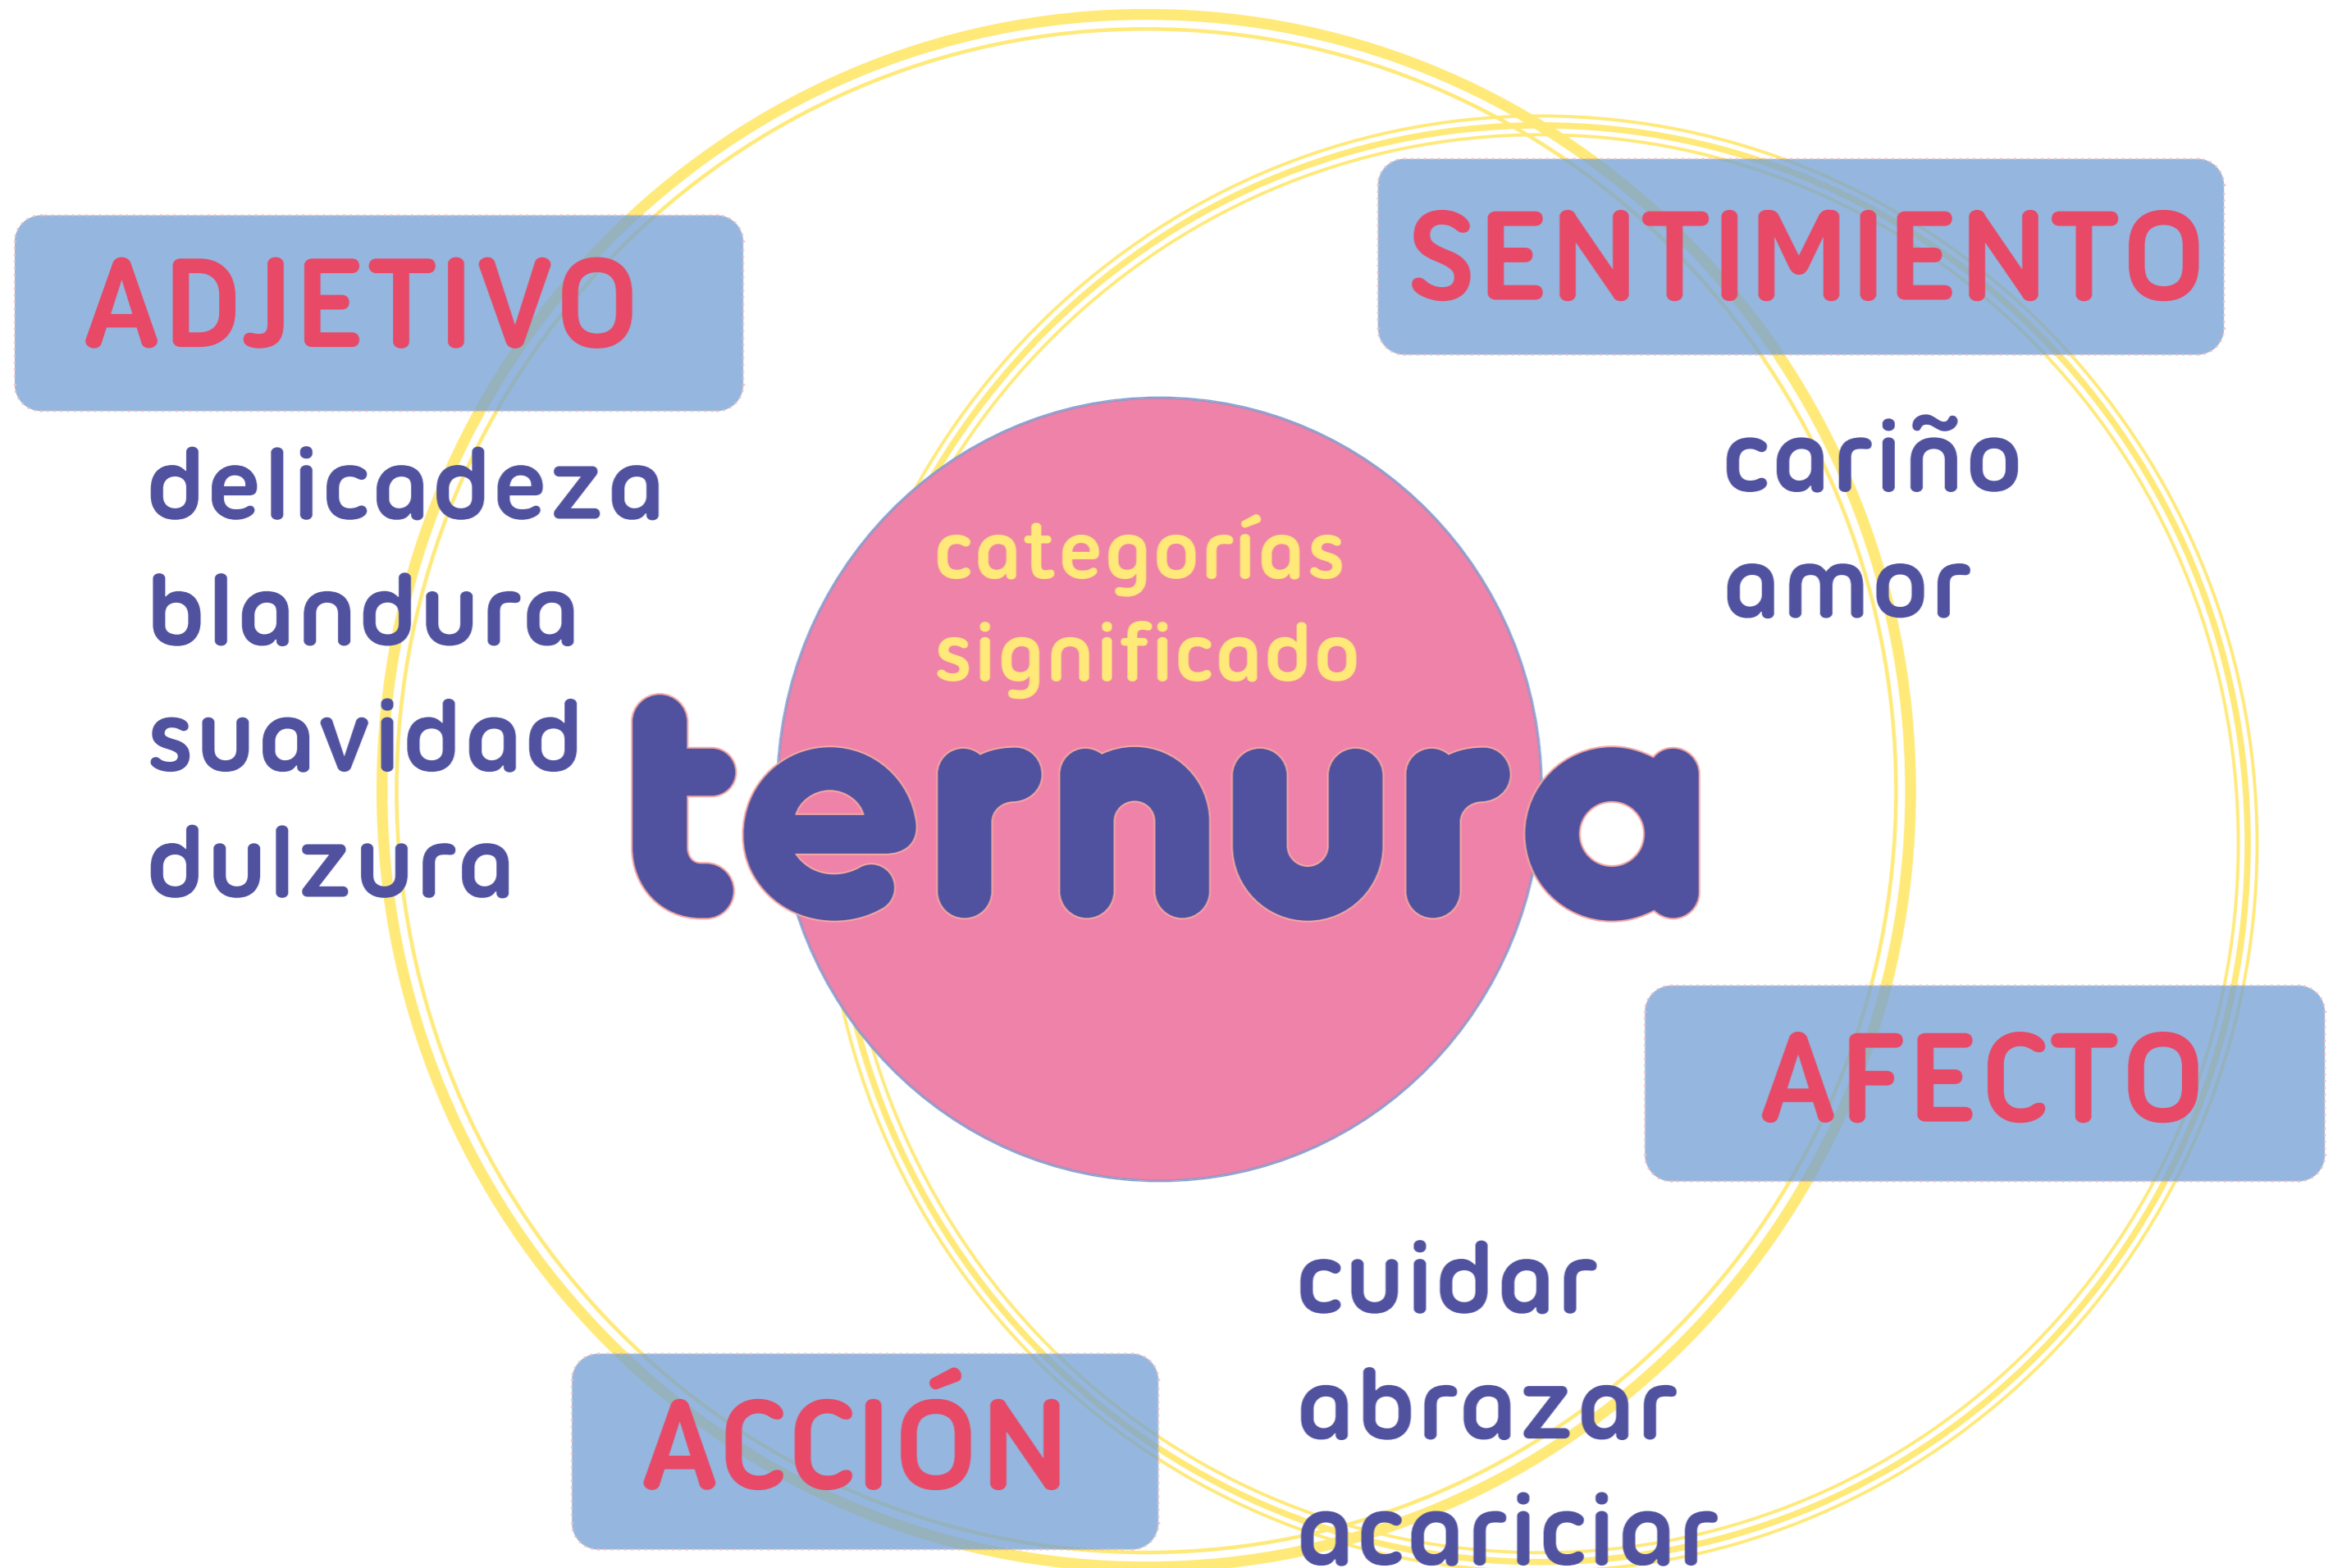 ADJETIVO
delicadeza
blandura
suavidad
dulzura
SENTIMIENTO
cariño
amor
categorías
significado
ternura
AFECTO
ACCIÓN
cuidar
abrazar
acariciar